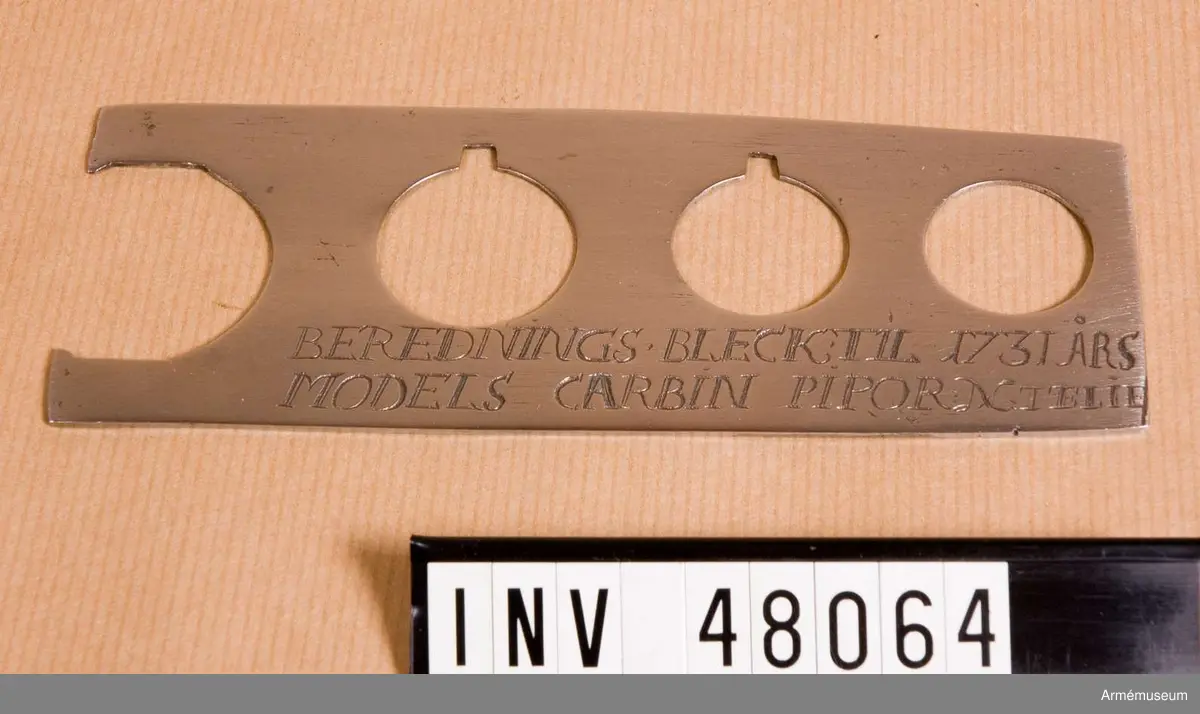 BEREDNINGS·BLECK:TIL 1731 ÅRS
MODELS CARBIN PIPOR:
INV 48064
Armémuseum